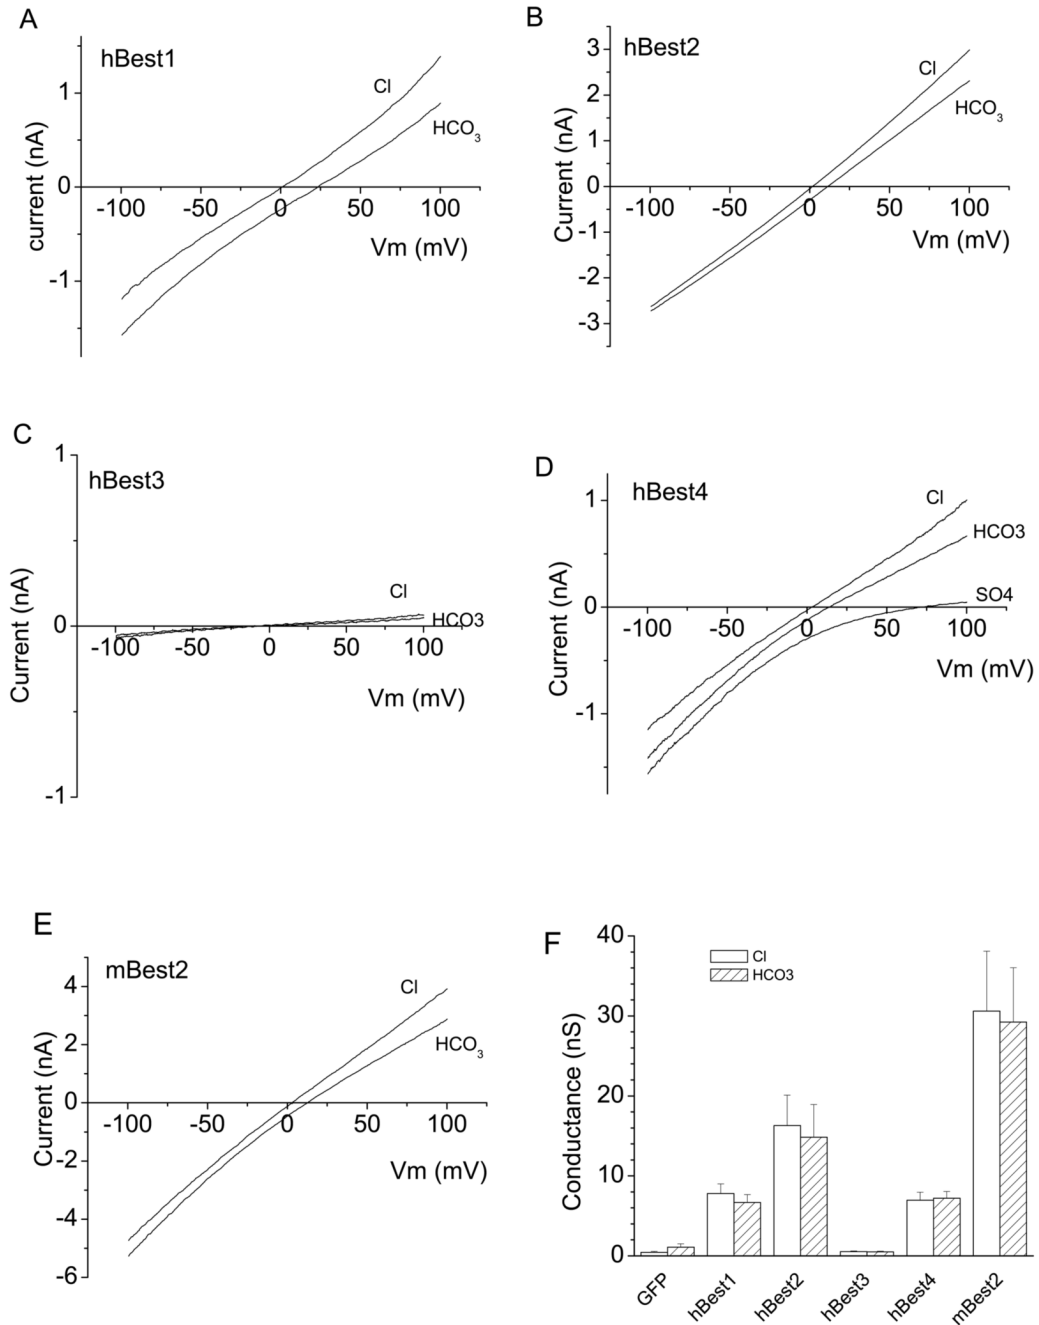 A
hBest1
1
0
-1
current (nA)
-100 -50 0 50 100
Vm (mV)
Cl
HCO3
B
hBest2
3
2
1
0
-1
-2
-3
Current (nA)
-100 -50 0 50 100
Vm (mV)
Cl
HCO3
C
hBest3
1
0
-1
Current (nA)
-100 -50 0 50 100
Vm (mV)
Cl
HCO3
D
hBest4
1
0
-1
Current (nA)
-100 -50 0 50 100
Vm (mV)
Cl
HCO3
SO4
E
mBest2
4
2
0
-2
-4
-6
Current (nA)
-100 -50 0 50 100
Vm (mV)
Cl
HCO3
F
40
30
20
10
0
Conductance (nS)
Cl
HCO3
GFP hBest1 hBest2 hBest3 hBest4 mBest2